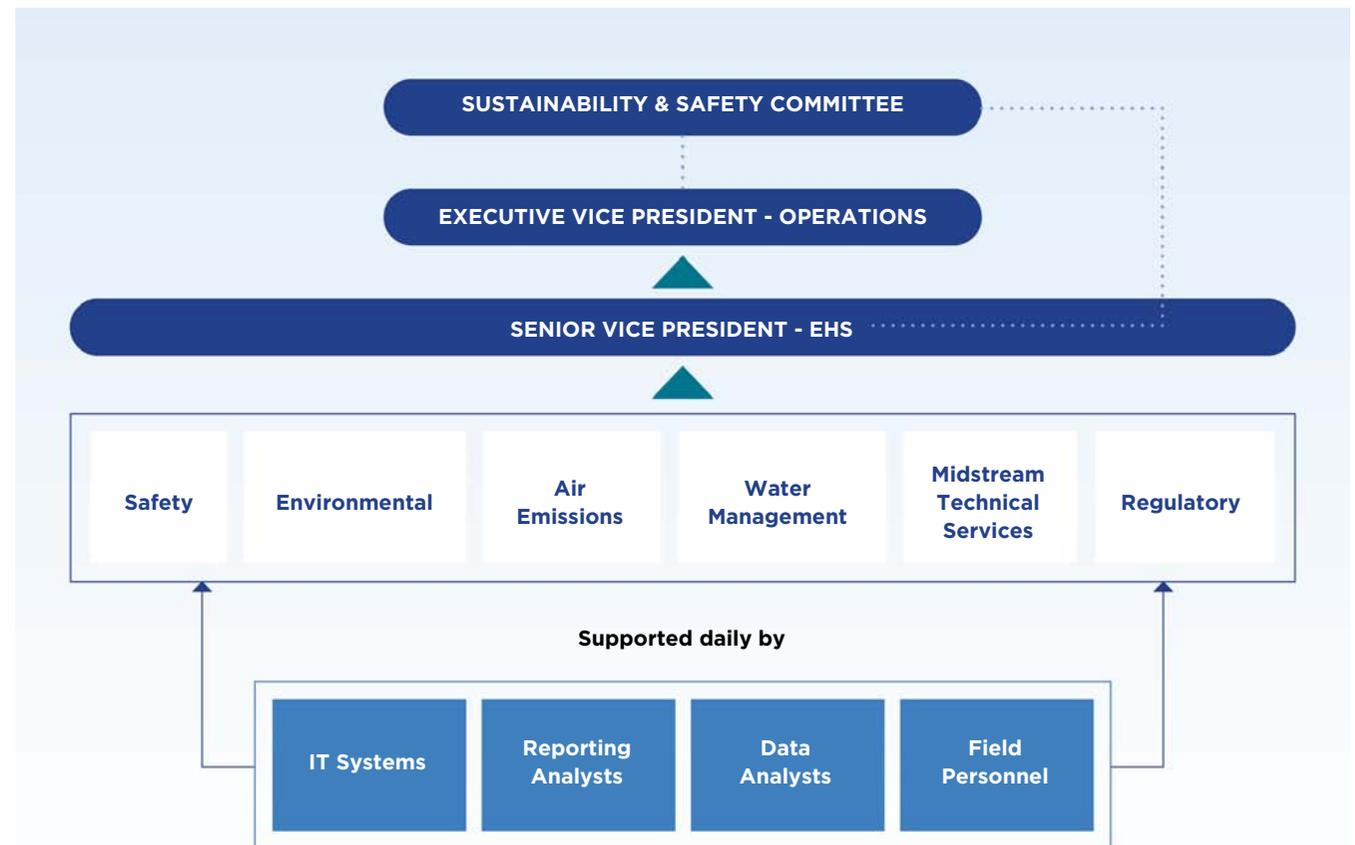 SUSTAINABILITY & SAFETY COMMITTEE
EXECUTIVE VICE PRESIDENT - OPERATIONS
SENIOR VICE PRESIDENT - EHS
Safety
Environmental
Air
Emissions
Water
Management
Midstream
Technical
Services
Regulatory
Supported daily by
IT Systems
Reporting
Analysts
Data
Analysts
Field
Personnel